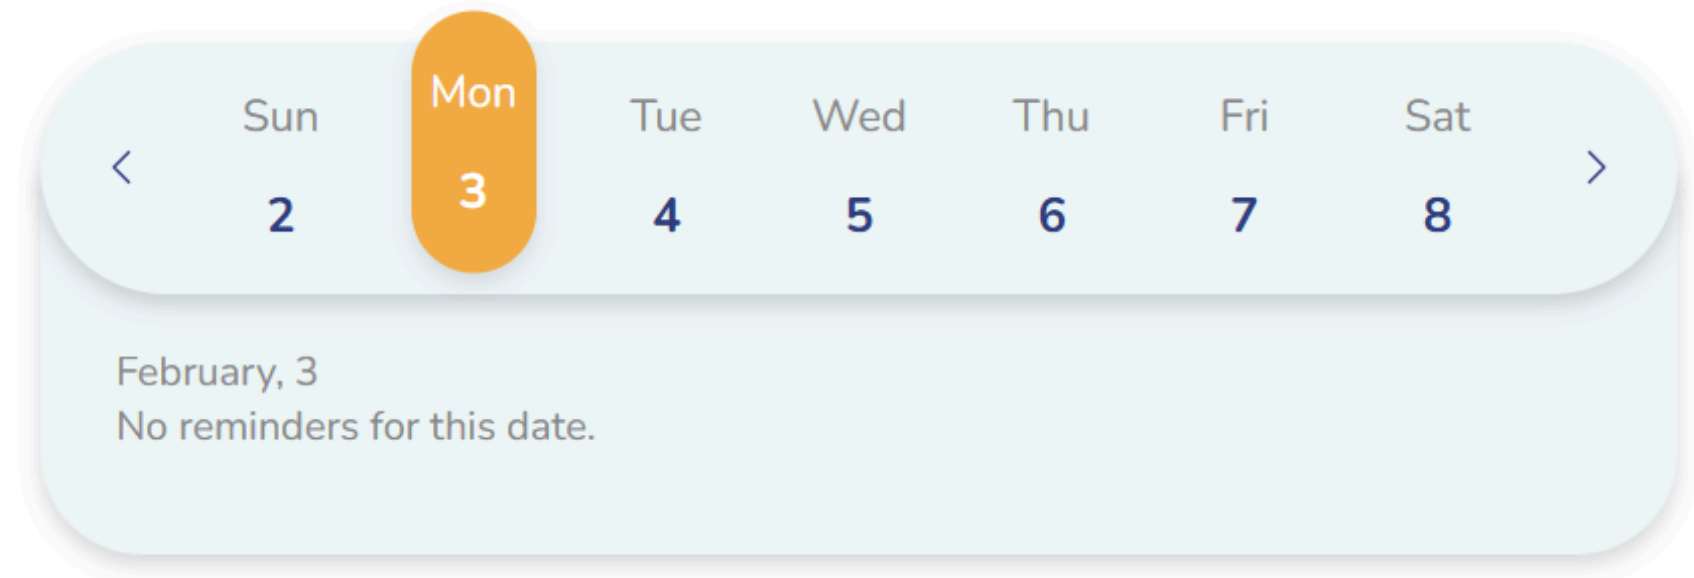 Sun Mon Tue Wed Thu Fri Sat
2 3 4 5 6 7 8
February, 3
No reminders for this date.